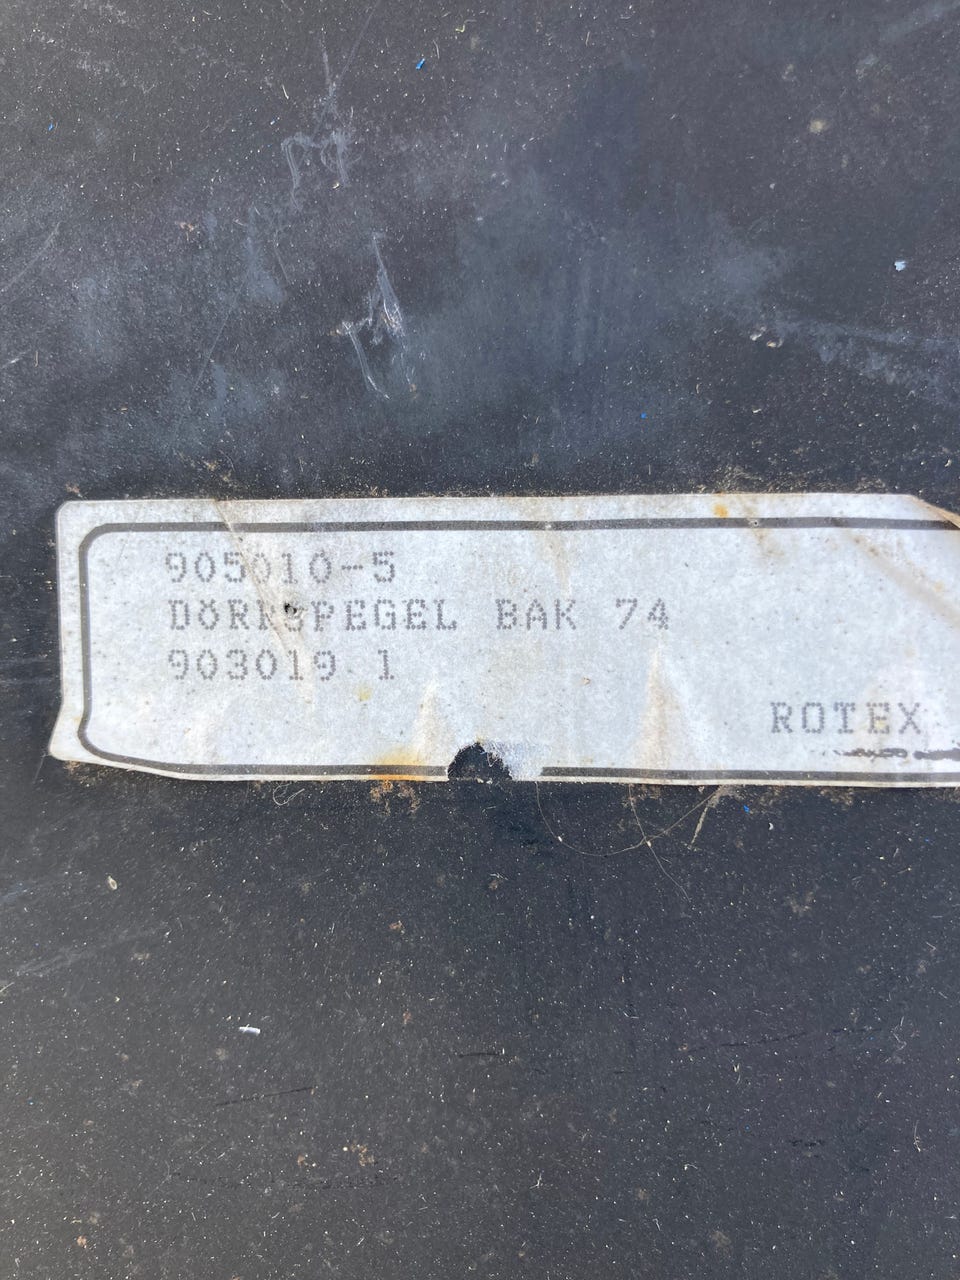 905010-5
DÖRRSPEGEL BAK 74
903019 1
ROTEX